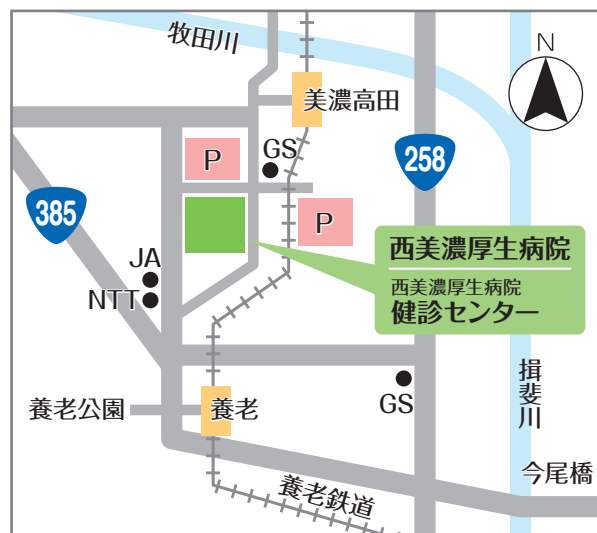 牧田川
N
美濃高田
GS
P
258
385
P
西美濃厚生病院
西美濃厚生病院
健診センター
JA
NTT
揖斐川
GS
養老公園
養老
今尾橋
養老鉄道